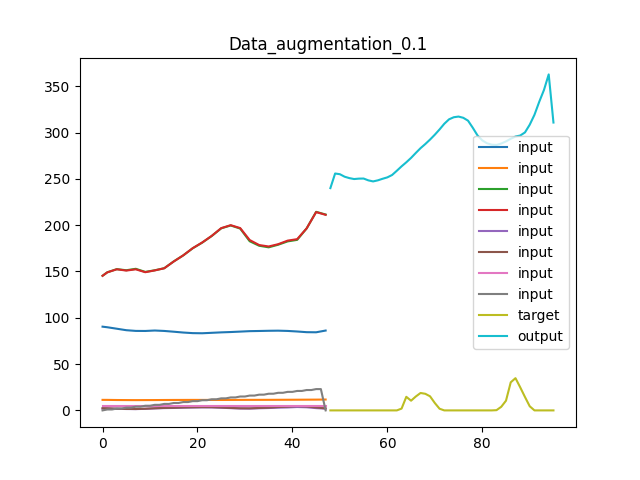 Data_augmentation_0.1
350
300
250
200
150
100
50
0
0
20
40
60
80
input
input
input
input
input
input
input
input
target
output